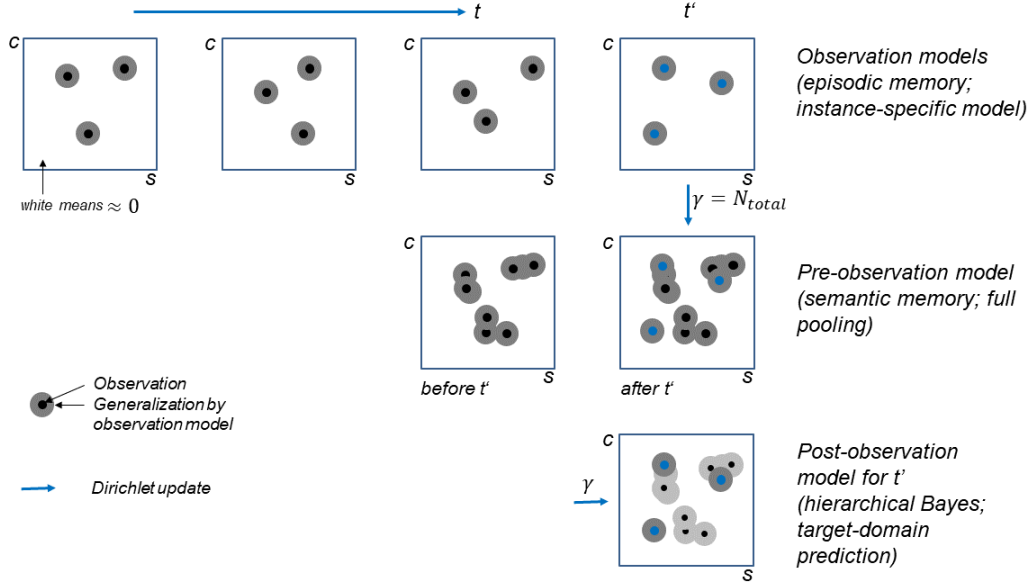 t
t‘
c
c
c
c
Observation models
(episodic memory;
instance-specific model)
s
s
s
s
white means ≈ 0
γ = N_total
c
c
Pre-observation model
(semantic memory; full
pooling)
before t‘
s
after t‘
s
Observation
Generalization by
observation model
Dirichlet update
γ
c
Post-observation
model for t’
(hierarchical Bayes;
target-domain
prediction)
s